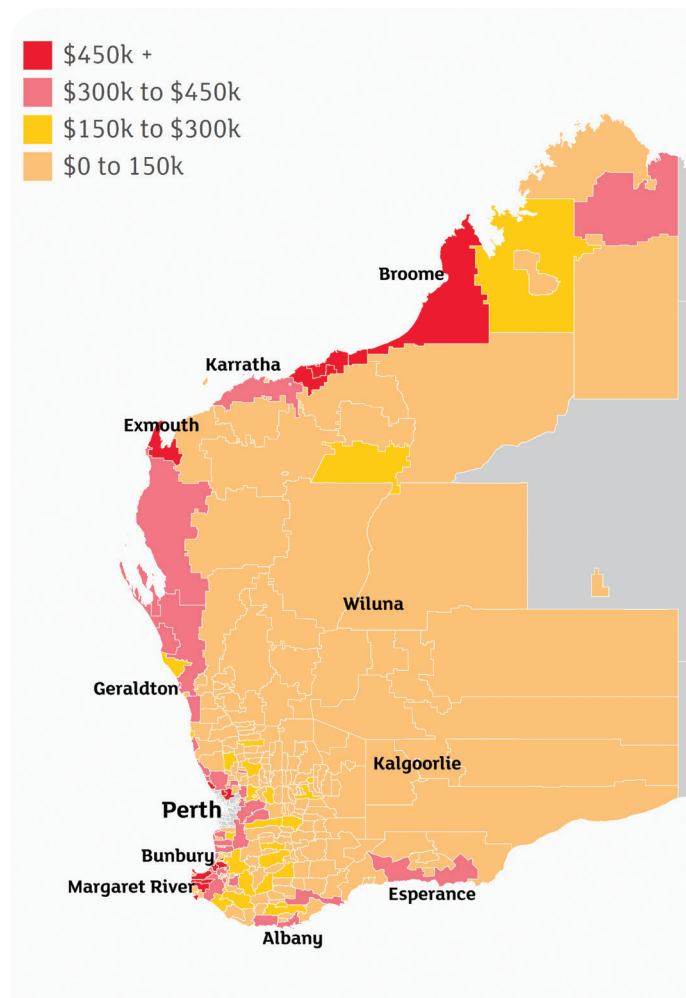 $450k +
$300k to $450k
$150k to $300k
$0 to 150k
Broome
Karratha
Exmouth
Wiluna
Geraldton
Kalgoorlie
Perth
Bunbury
Margaret River
Esperance
Albany